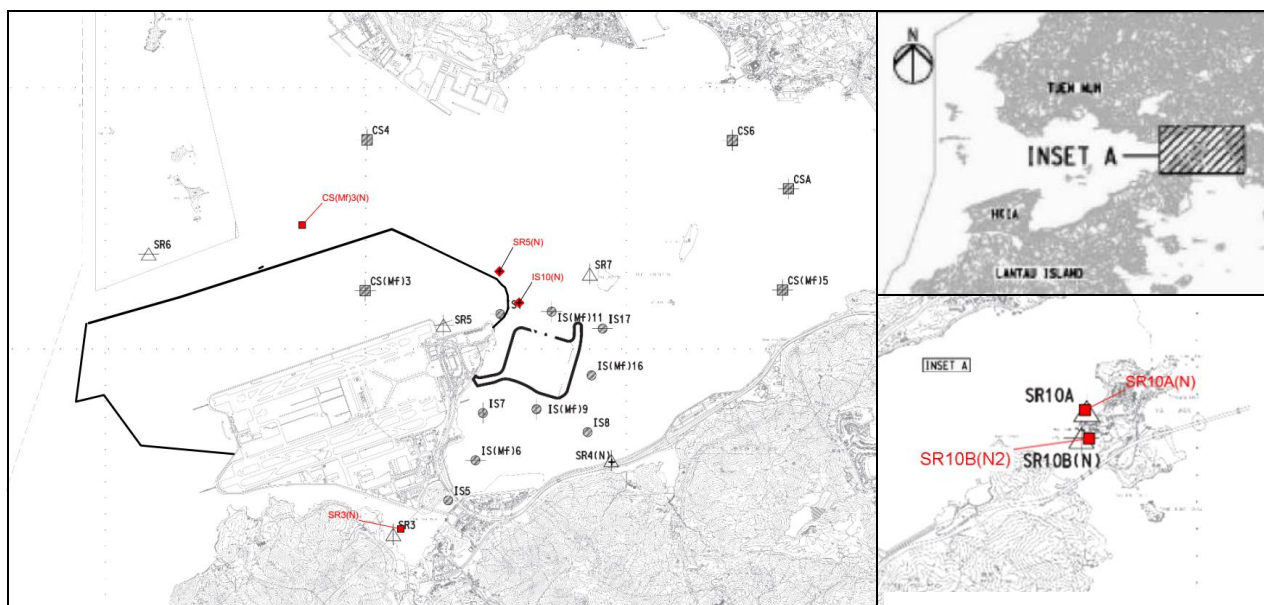 CS4
CS6
CSA
CS(Mf)3(N)
SR6
SR5(N)
SR7
IS10(N)
CS(Mf)3
CS(Mf)5
SR5
IS(Mf)11
IS17
IS(Mf)16
IS7
IS(Mf)9
IS8
IS(Mf)6
SR4(N)
IS5
SR3(N)
SR3
N
TUEN MUN
INSET A
HKIA
LANTAU ISLAND
INSET A
SR10A(N)
SR10A
SR10B(N2)
SR10B(N)